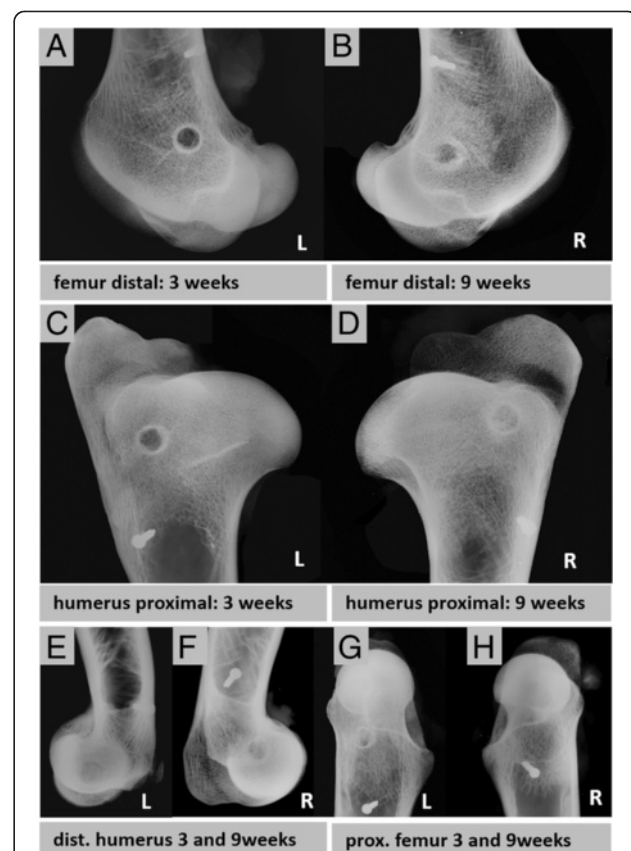 A B
L R
femur distal: 3 weeks femur distal: 9 weeks
C D
L R
humerus proximal: 3 weeks humerus proximal: 9 weeks
E F G H
L R L R
dist. humerus 3 and 9weeks prox. femur 3 and 9weeks